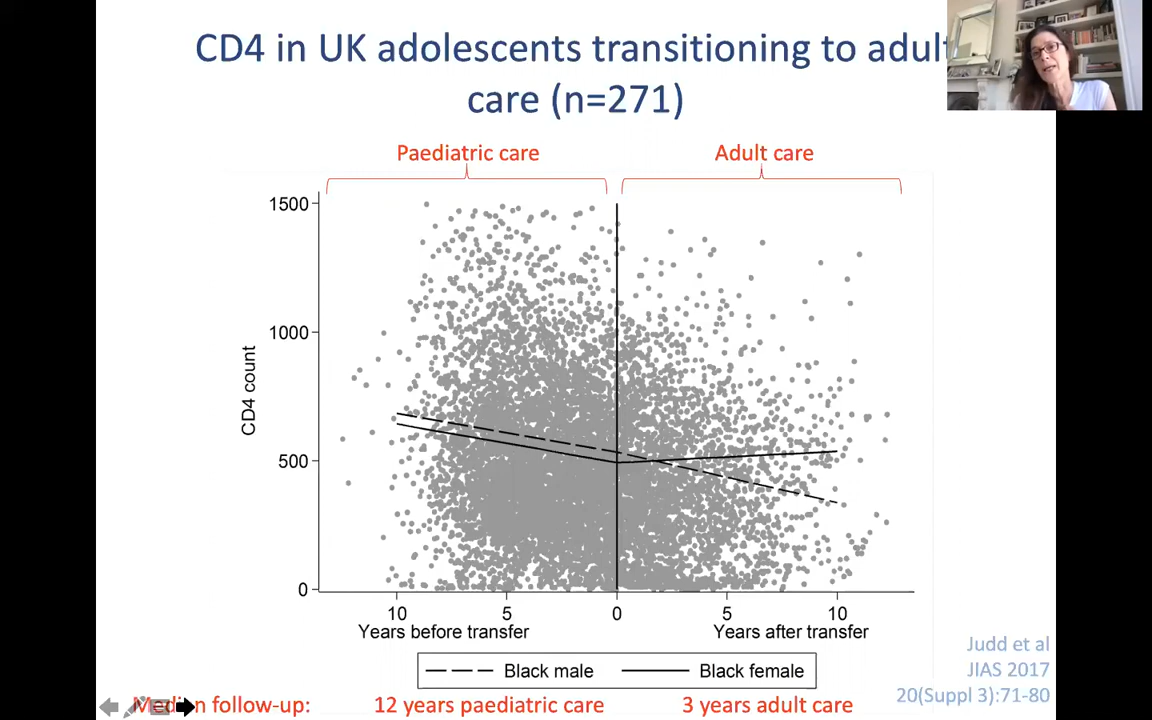 CD4 in UK adolescents transitioning to adult
care (n=271)
Paediatric care
Adult care
1500
1000
500
0
CD4 count
10 5 0 5 10
Years before transfer
Years after transfer
Black male
Black female
Judd et al
JIAS 2017
20(Suppl 3):71-80
Median follow-up: 12 years paediatric care 3 years adult care